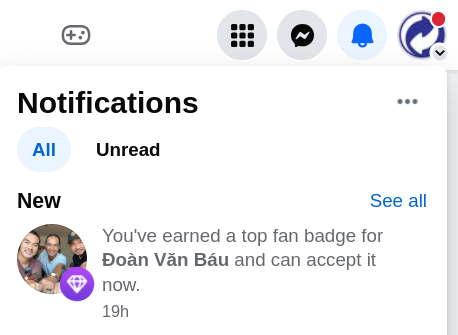 Notifications
All Unread
New See all
You've earned a top fan badge for
Đoàn Văn Báu and can accept it
now.
19h